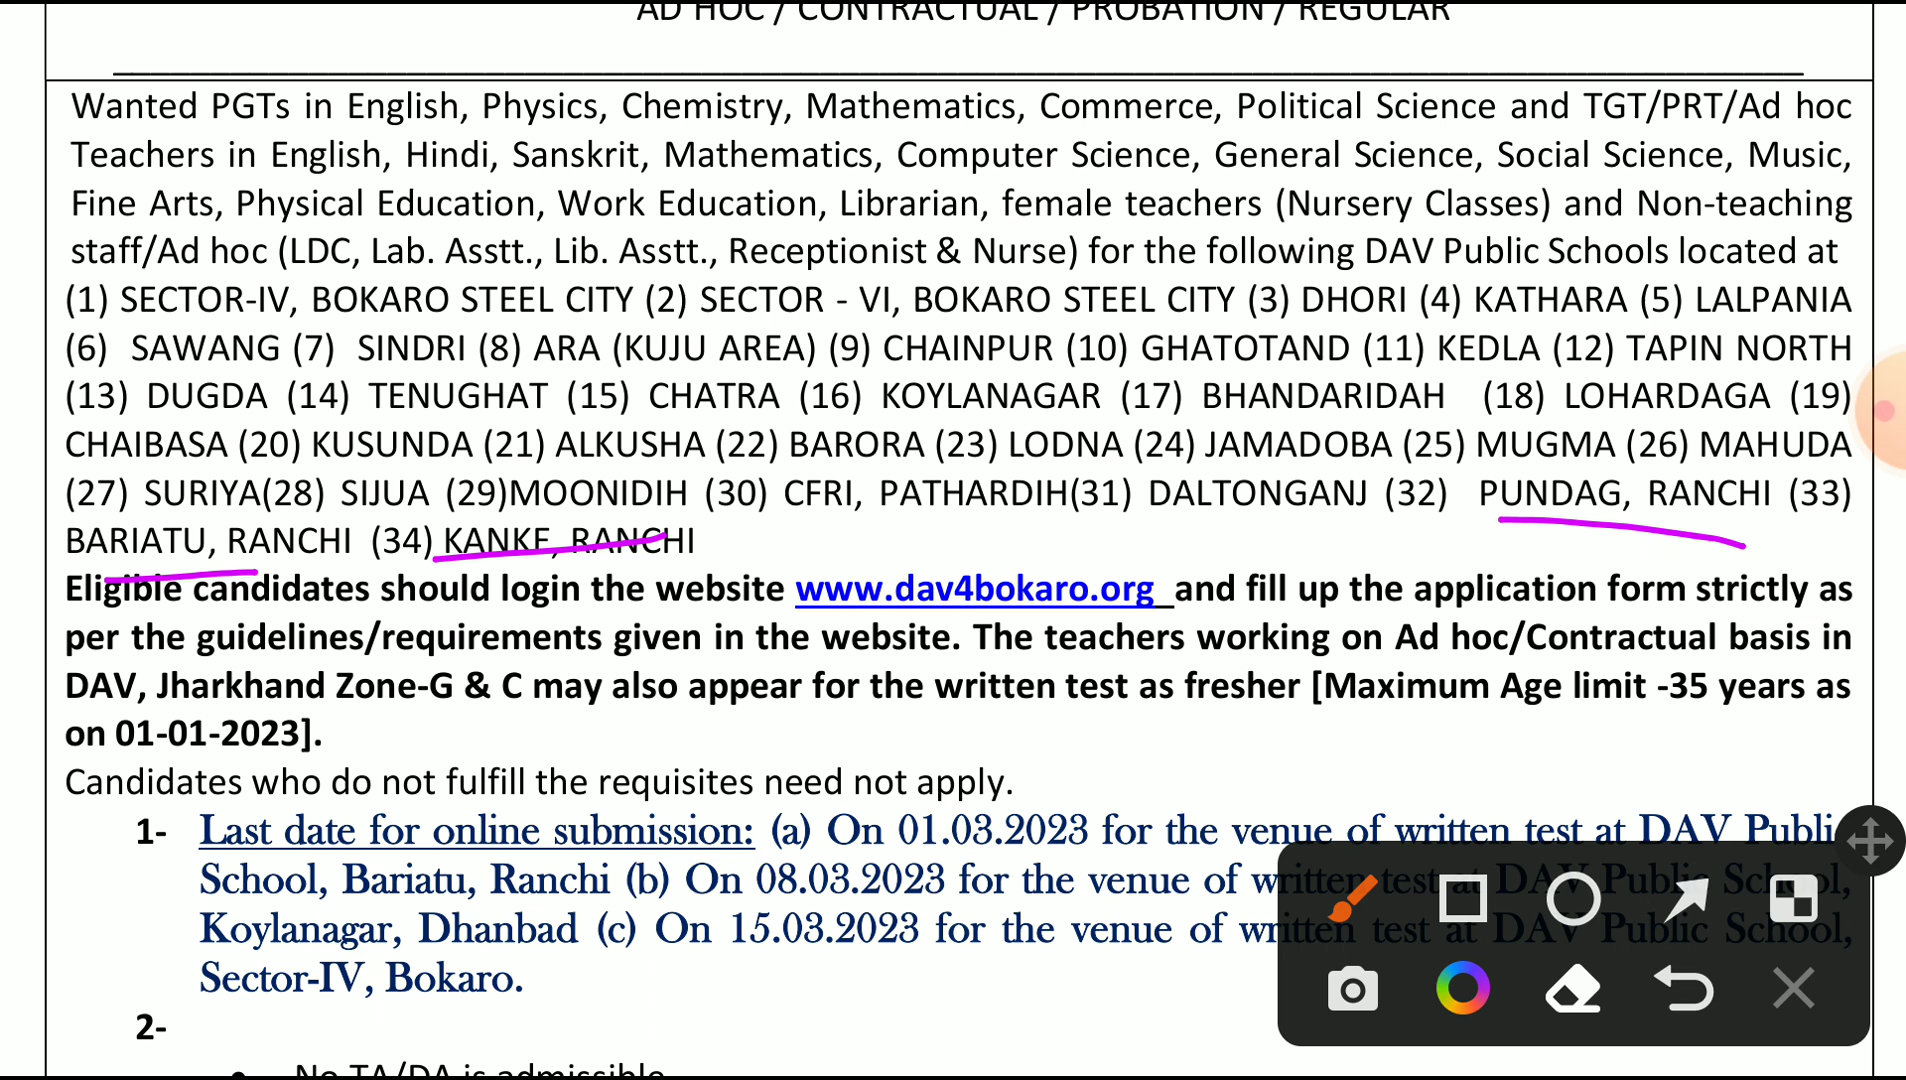 AD HOC / CONTRACTUAL / PROBATION / REGULAR
Wanted PGTs in English, Physics, Chemistry, Mathematics, Commerce, Political Science and TGT/PRT/Ad hoc
Teachers in English, Hindi, Sanskrit, Mathematics, Computer Science, General Science, Social Science, Music,
Fine Arts, Physical Education, Work Education, Librarian, female teachers (Nursery Classes) and Non-teaching
staff/Ad hoc (LDC, Lab. Asstt., Lib. Asstt., Receptionist & Nurse) for the following DAV Public Schools located at
(1) SECTOR-IV, BOKARO STEEL CITY (2) SECTOR - VI, BOKARO STEEL CITY (3) DHORI (4) KATHARA (5) LALPANIA
(6) SAWANG (7) SINDRI (8) ARA (KUJU AREA) (9) CHAINPUR (10) GHATOTAND (11) KEDLA (12) TAPIN NORTH
(13) DUGDA (14) TENUGHAT (15) CHATRA (16) KOYLANAGAR (17) BHANDARIDAH (18) LOHARDAGA (19)
CHAIBASA (20) KUSUNDA (21) ALKUSHA (22) BARORA (23) LODNA (24) JAMADOBA (25) MUGMA (26) MAHUDA
(27) SURIYA(28) SIJUA (29)MOONIDIH (30) CFRI, PATHARDIH(31) DALTONGANJ (32) PUNDAG, RANCHI (33)
BARIATU, RANCHI (34) KANKE, RANCHI
Eligible candidates should login the website www.dav4bokaro.org and fill up the application form strictly as
per the guidelines/requirements given in the website. The teachers working on Ad hoc/Contractual basis in
DAV, Jharkhand Zone-G & C may also appear for the written test as fresher [Maximum Age limit -35 years as
on 01-01-2023].
Candidates who do not fulfill the requisites need not apply.
1- Last date for online submission: (a) On 01.03.2023 for the venue of written test at DAV Publi
School, Bariatu, Ranchi (b) On 08.03.2023 for the venue of written test at DAV Public School,
Koylanagar, Dhanbad (c) On 15.03.2023 for the venue of written test at DAV Public School,
Sector-IV, Bokaro.
2-
• No TA/DA is admissible